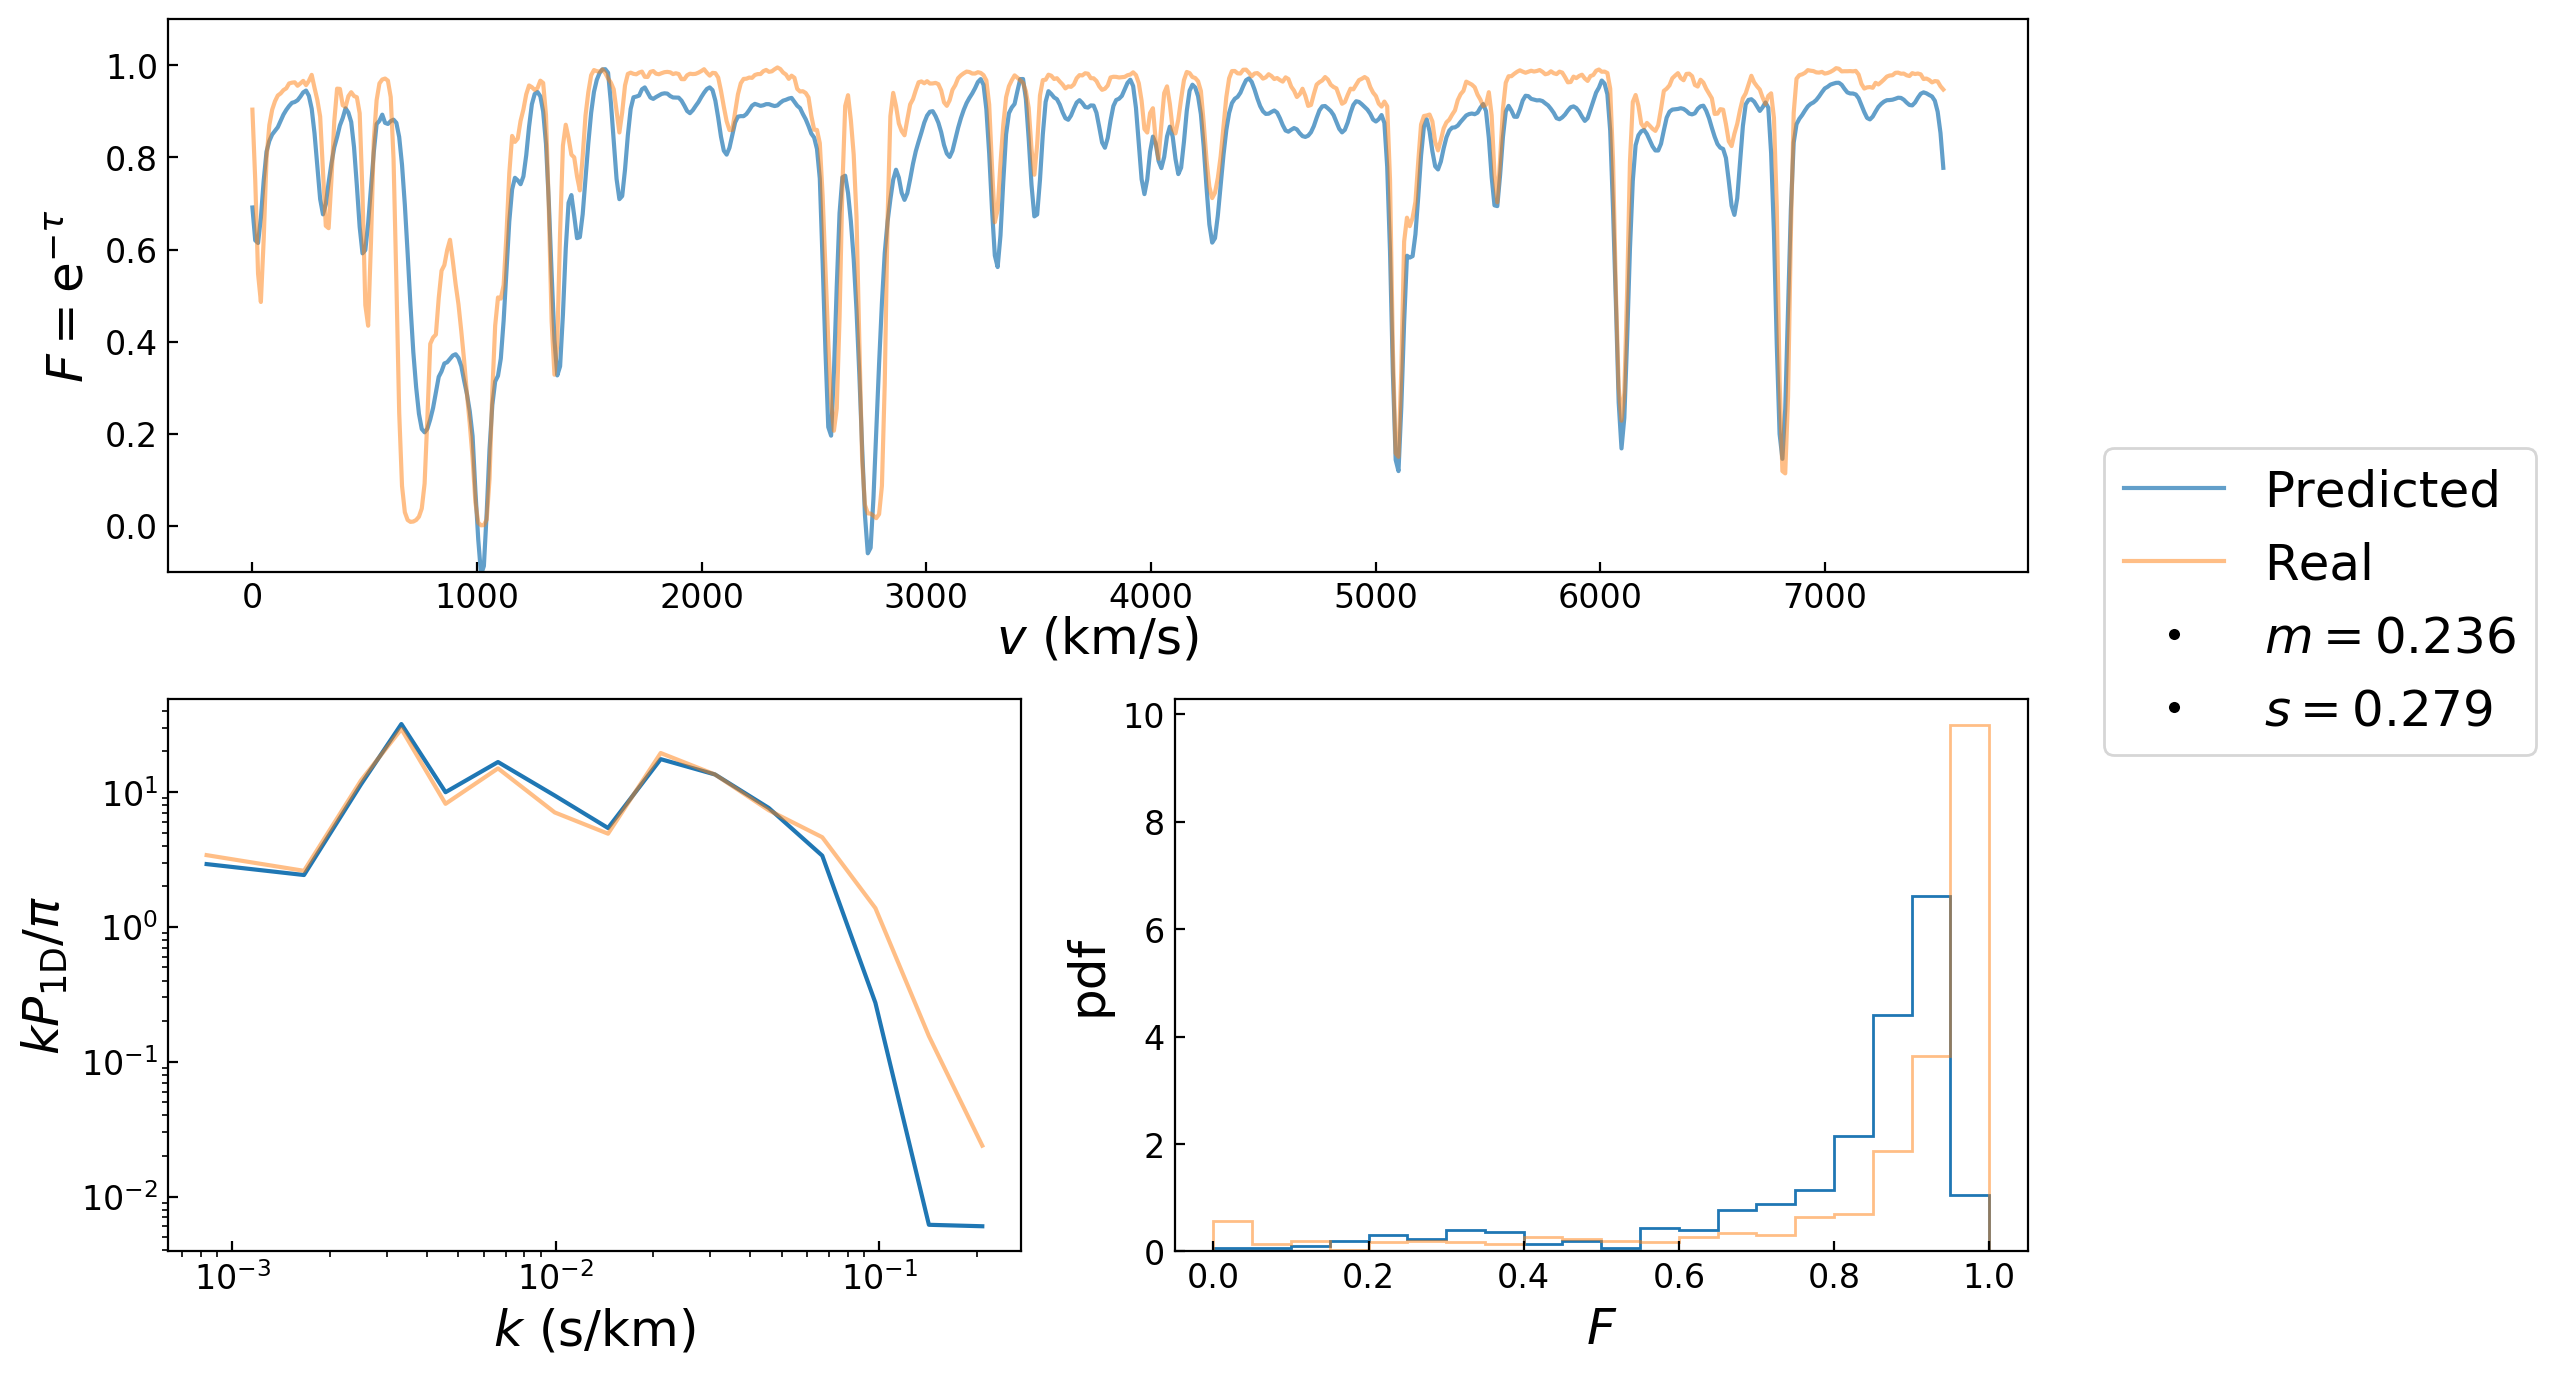 1.0
0.8
0.6
0.4
0.2
0.0
F = e^{−τ}
0 1000 2000 3000 4000 5000 6000 7000
v (km/s)
Predicted
Real
m = 0.236
s = 0.279
10^1
10^0
10^{−1}
10^{−2}
kP_{1D}/π
10^{−3} 10^{−2} 10^{−1}
k (s/km)
10
8
6
4
2
0
pdf
0.0 0.2 0.4 0.6 0.8 1.0
F